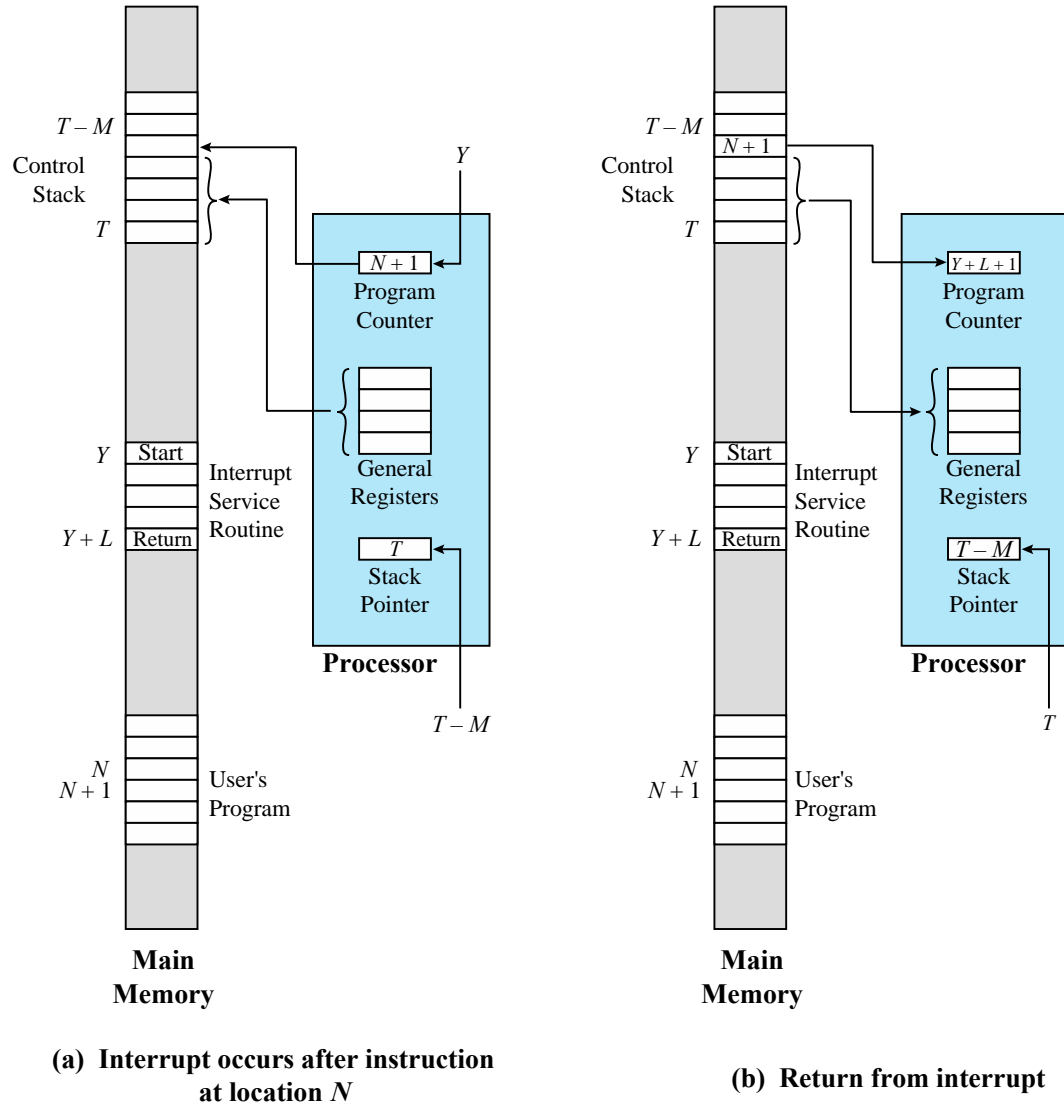 T – M
Control
Stack
T
Y
N + 1
Program
Counter
General
Registers
Y
Start
Interrupt
Service
Routine
Y + L
Return
T
Stack
Pointer
Processor
T – M
N
N + 1
User's
Program
Main
Memory
(a) Interrupt occurs after instruction
at location N
T – M
N + 1
Control
Stack
T
Y + L + 1
Program
Counter
General
Registers
Y
Start
Interrupt
Service
Routine
Y + L
Return
T – M
Stack
Pointer
Processor
T
N
N + 1
User's
Program
Main
Memory
(b) Return from interrupt